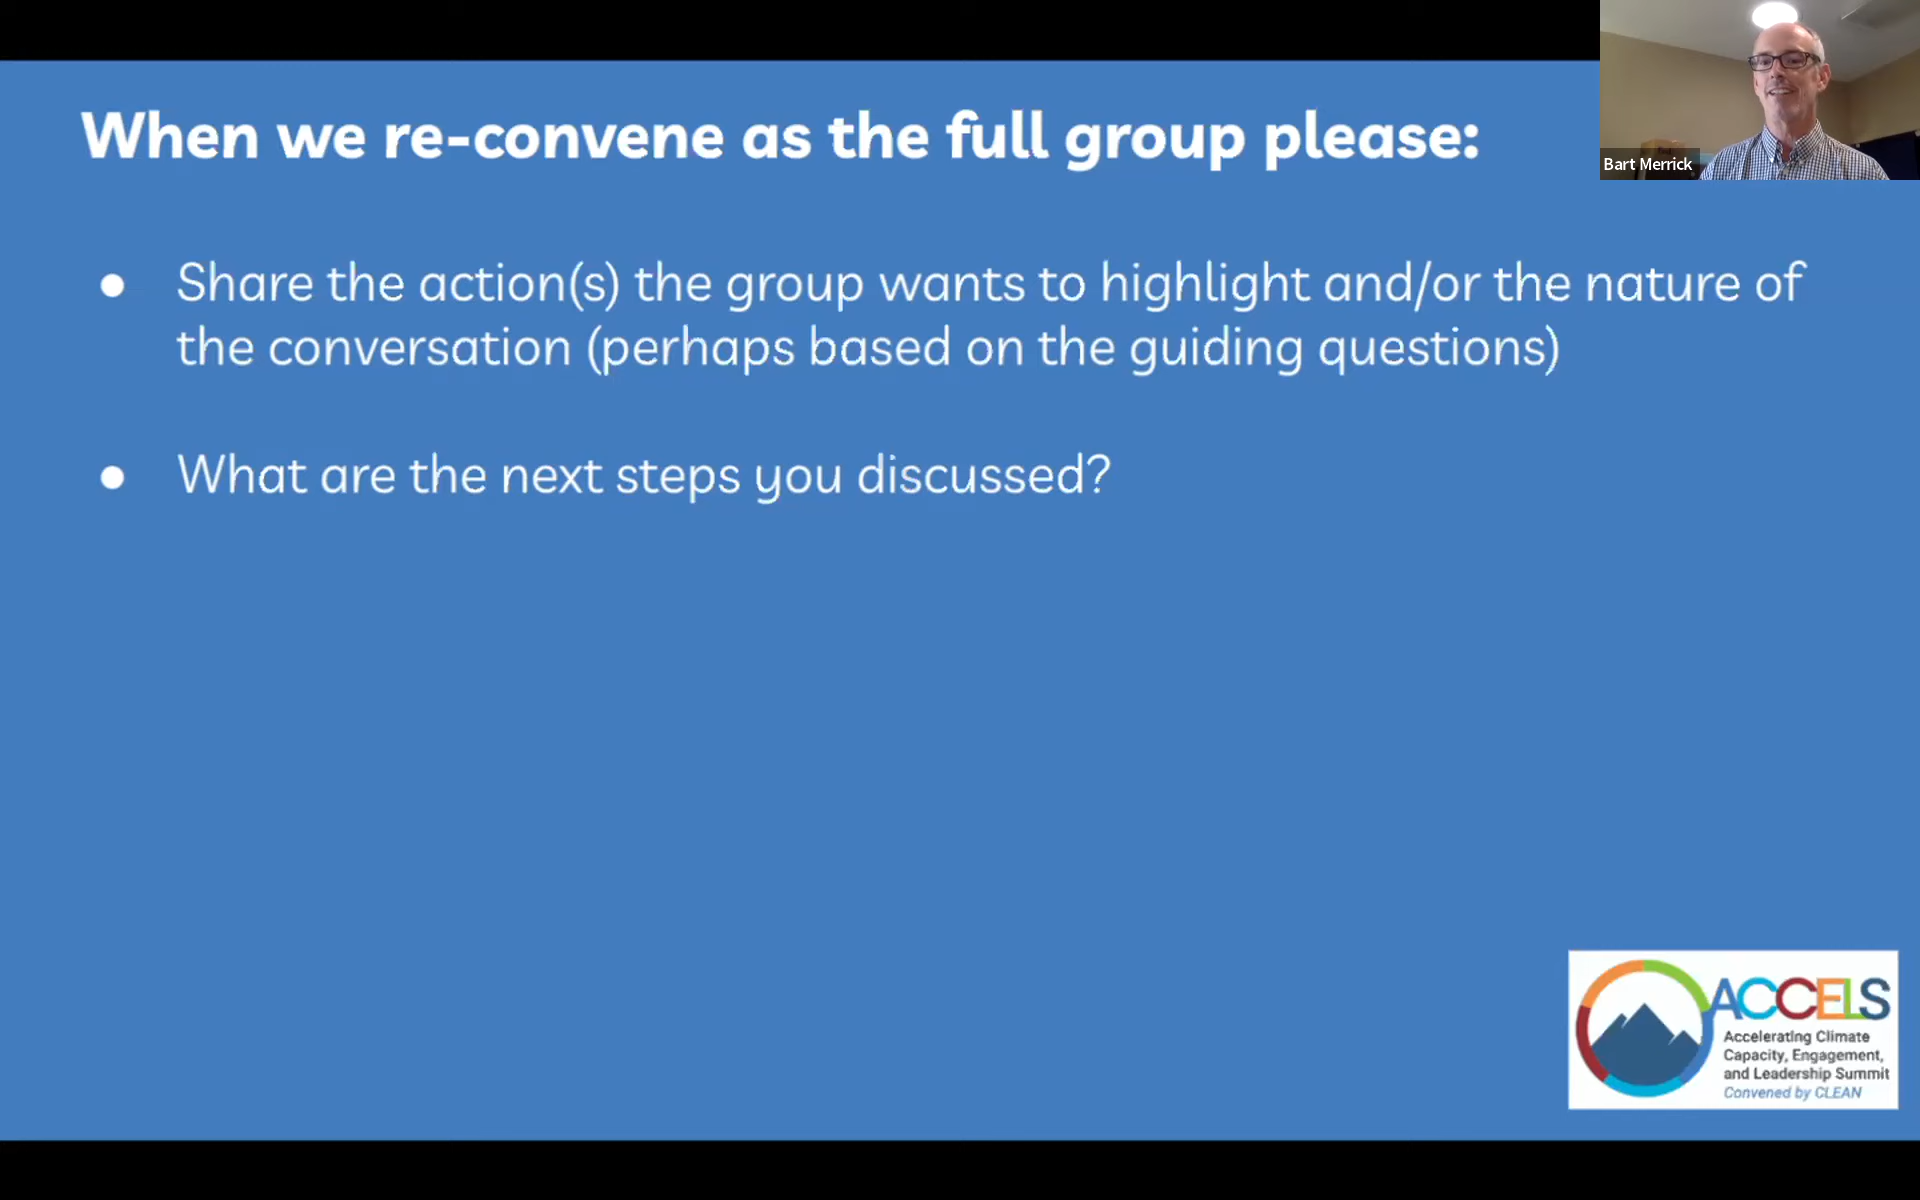 When we re-convene as the full group please:
Bart Merrick
● Share the action(s) the group wants to highlight and/or the nature of
the conversation (perhaps based on the guiding questions)
● What are the next steps you discussed?
ACCELS
Accelerating Climate
Capacity, Engagement,
and Leadership Summit
Convened by CLEAN